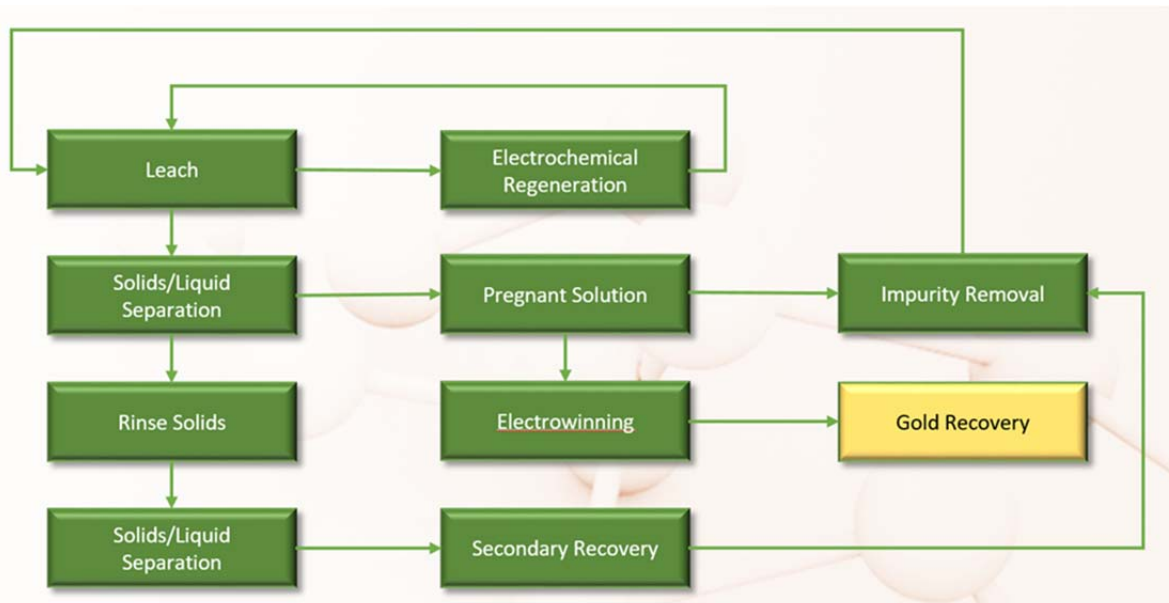 Leach
Electrochemical
Regeneration
Solids/Liquid
Separation
Pregnant Solution
Impurity Removal
Rinse Solids
Electrowinning
Gold Recovery
Solids/Liquid
Separation
Secondary Recovery